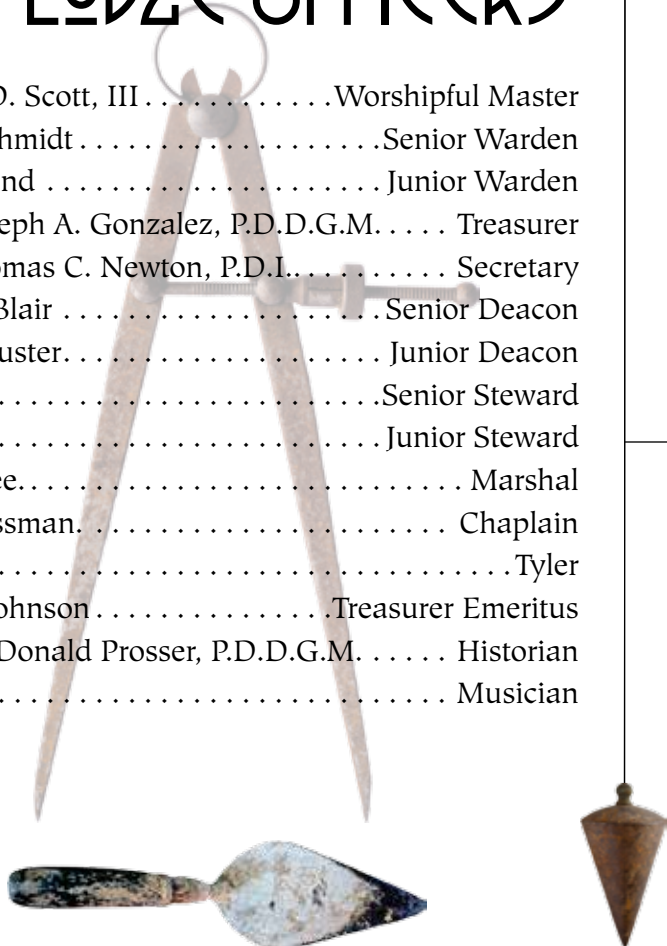 LODGE OFFICERS
D. Scott, III . . . . . . . . . . . . Worshipful Master
hmidt . . . . . . . . . . . . . . . . . . . . Senior Warden
nd . . . . . . . . . . . . . . . . . . . . . . Junior Warden
eph A. Gonzalez, P.D.D.G.M. . . . . Treasurer
omas C. Newton, P.D.I. . . . . . . . . . . Secretary
Blair . . . . . . . . . . . . . . . . . . . . . Senior Deacon
uster. . . . . . . . . . . . . . . . . . . . . Junior Deacon
. . . . . . . . . . . . . . . . . . . . . . . . . Senior Steward
. . . . . . . . . . . . . . . . . . . . . . . . . Junior Steward
ee. . . . . . . . . . . . . . . . . . . . . . . . . . . . . Marshal
ssman. . . . . . . . . . . . . . . . . . . . . . . . Chaplain
. . . . . . . . . . . . . . . . . . . . . . . . . . . . . . . . . Tyler
ohnson . . . . . . . . . . . . . . . . Treasurer Emeritus
Donald Prosser, P.D.D.G.M. . . . . . Historian
. . . . . . . . . . . . . . . . . . . . . . . . . . . . . Musician